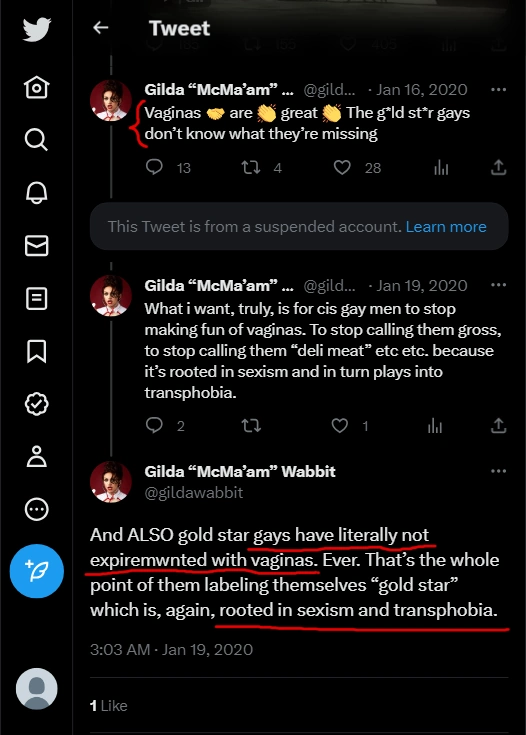 Tweet
Gilda “McMa’am” ... @gild... · Jan 16, 2020
Vaginas 🤝 are 👏 great 👏 The g*ld st*r gays
don’t know what they’re missing
13 4 28
This Tweet is from a suspended account. Learn more
Gilda “McMa’am” ... @gild... · Jan 19, 2020
What i want, truly, is for cis gay men to stop
making fun of vaginas. To stop calling them gross,
to stop calling them “deli meat” etc etc. because
it’s rooted in sexism and in turn plays into
transphobia.
2 1
Gilda “McMa’am” Wabbit
@gildawabbit
And ALSO gold star gays have literally not
expiremwnted with vaginas. Ever. That’s the whole
point of them labeling themselves “gold star”
which is, again, rooted in sexism and transphobia.
3:03 AM · Jan 19, 2020
1 Like